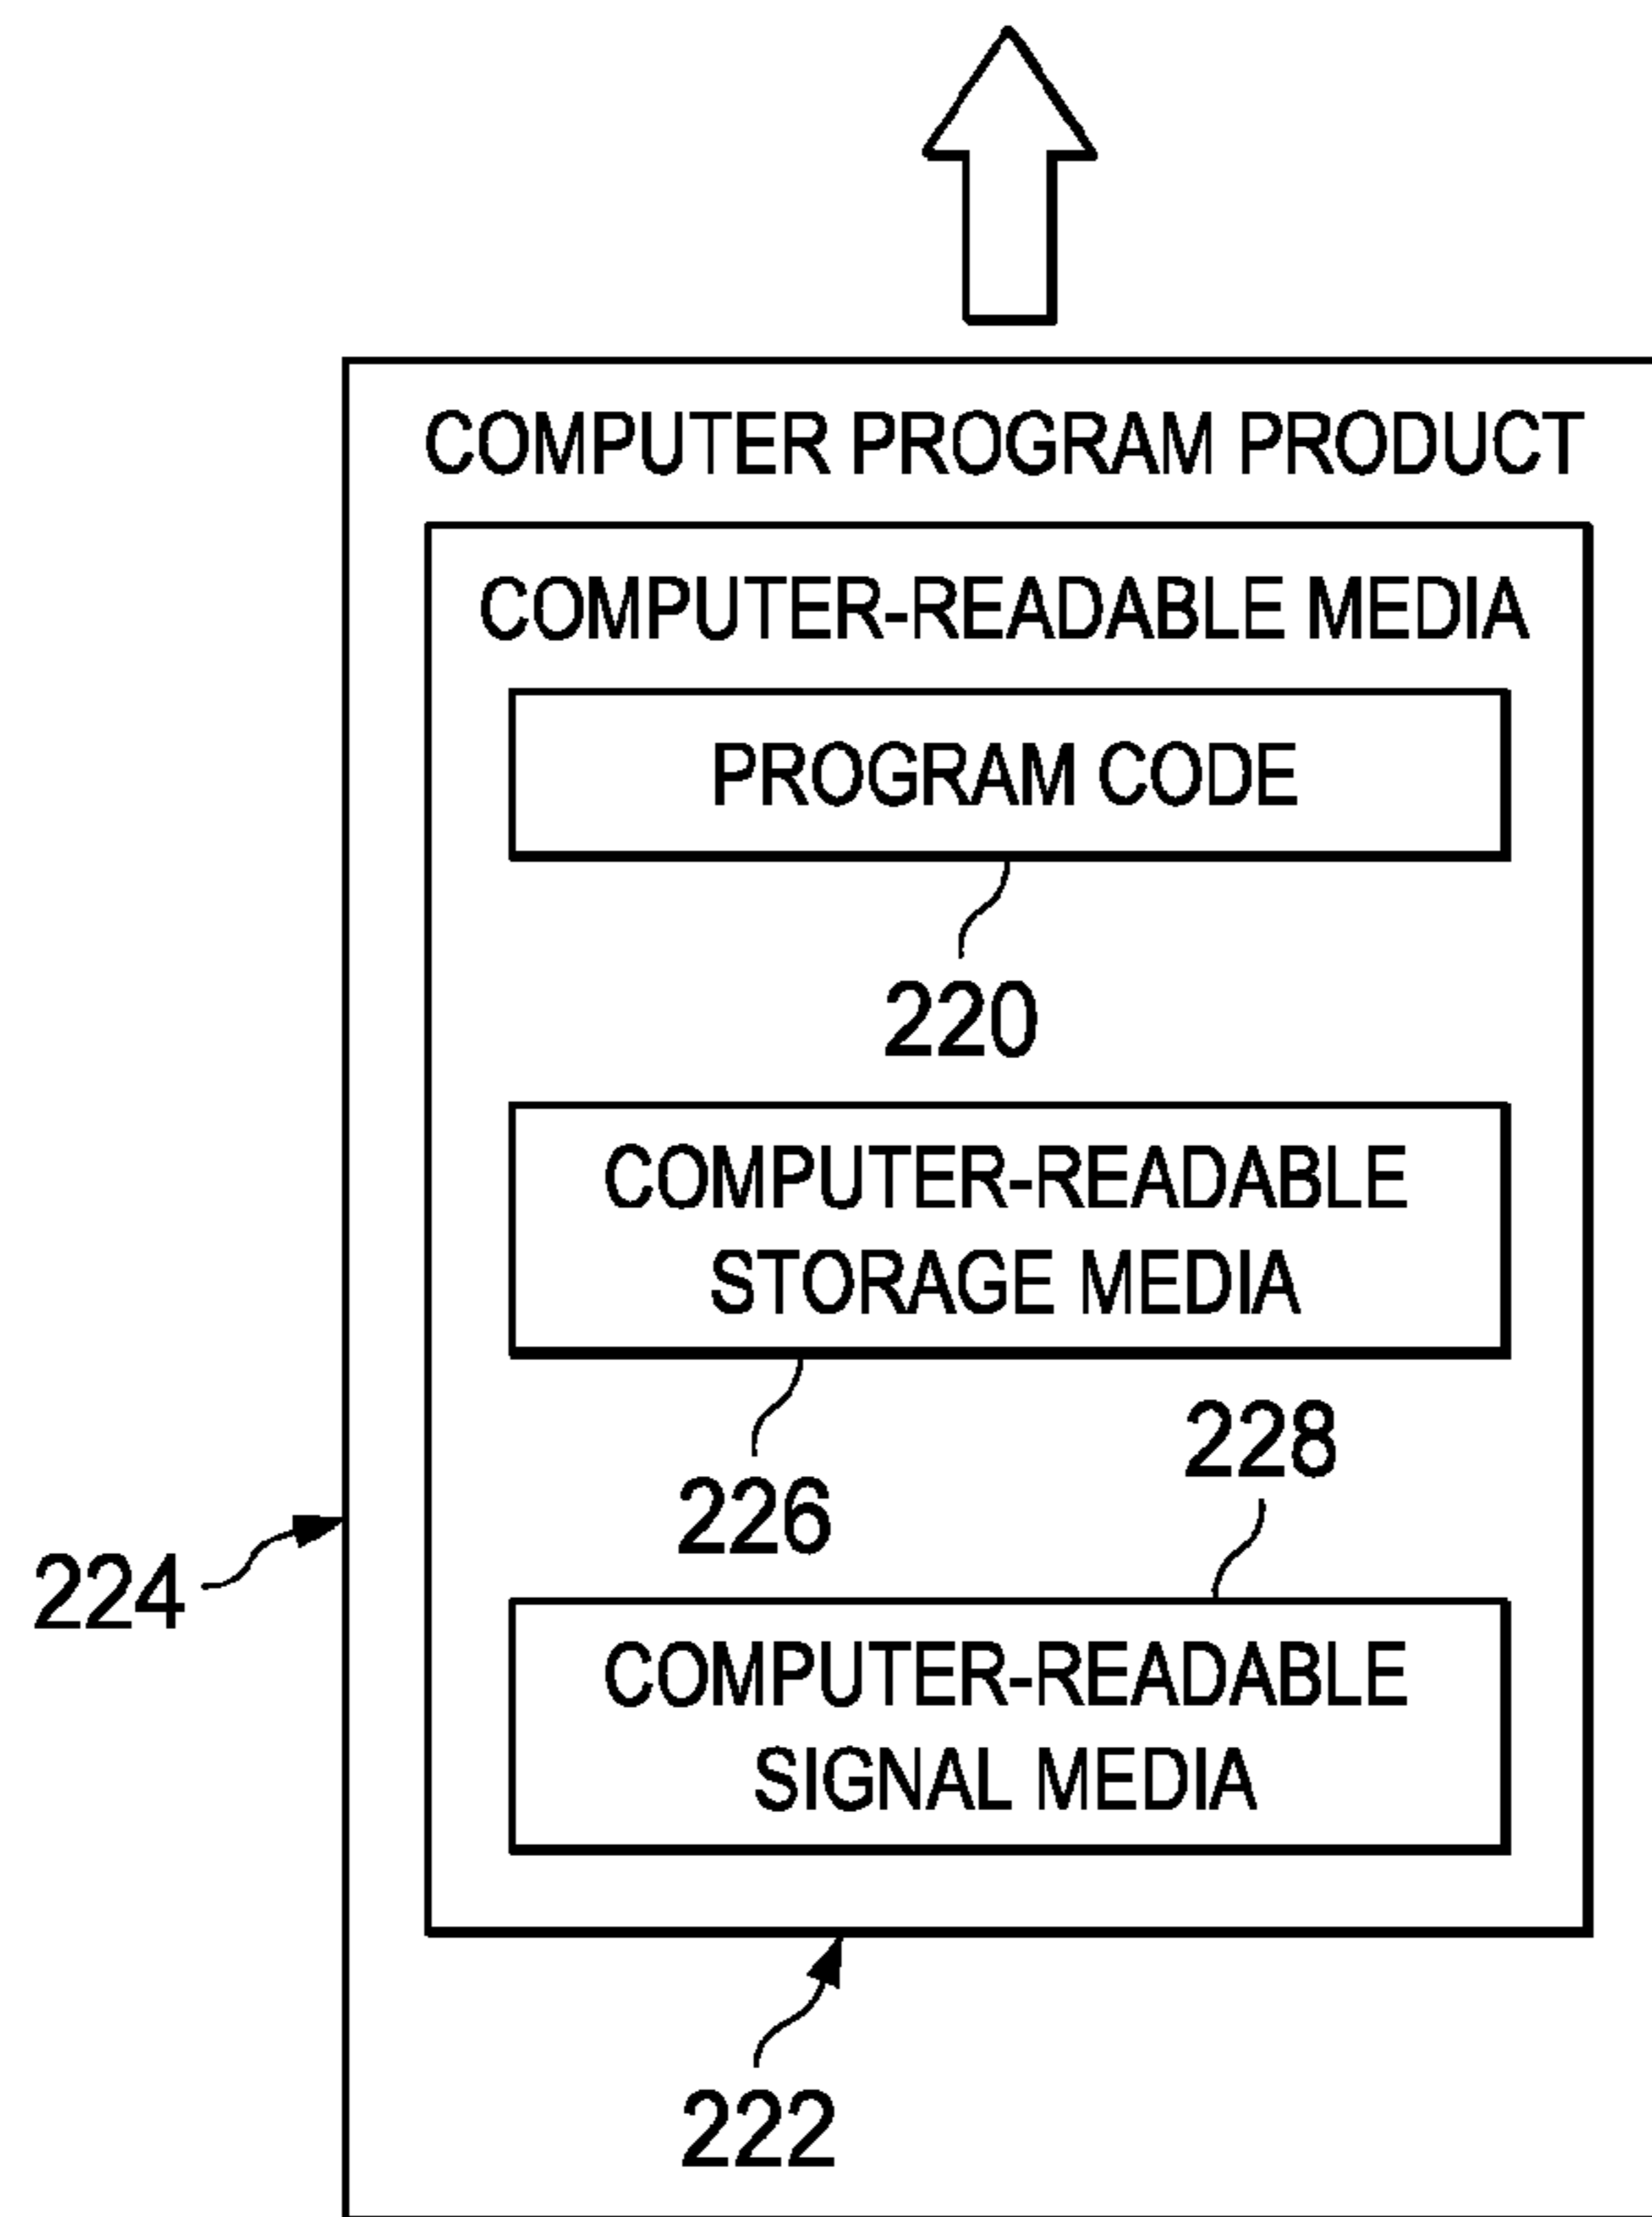 COMPUTER PROGRAM PRODUCT
COMPUTER-READABLE MEDIA
PROGRAM CODE
220
COMPUTER-READABLE
STORAGE MEDIA
226
228
224
COMPUTER-READABLE
SIGNAL MEDIA
222